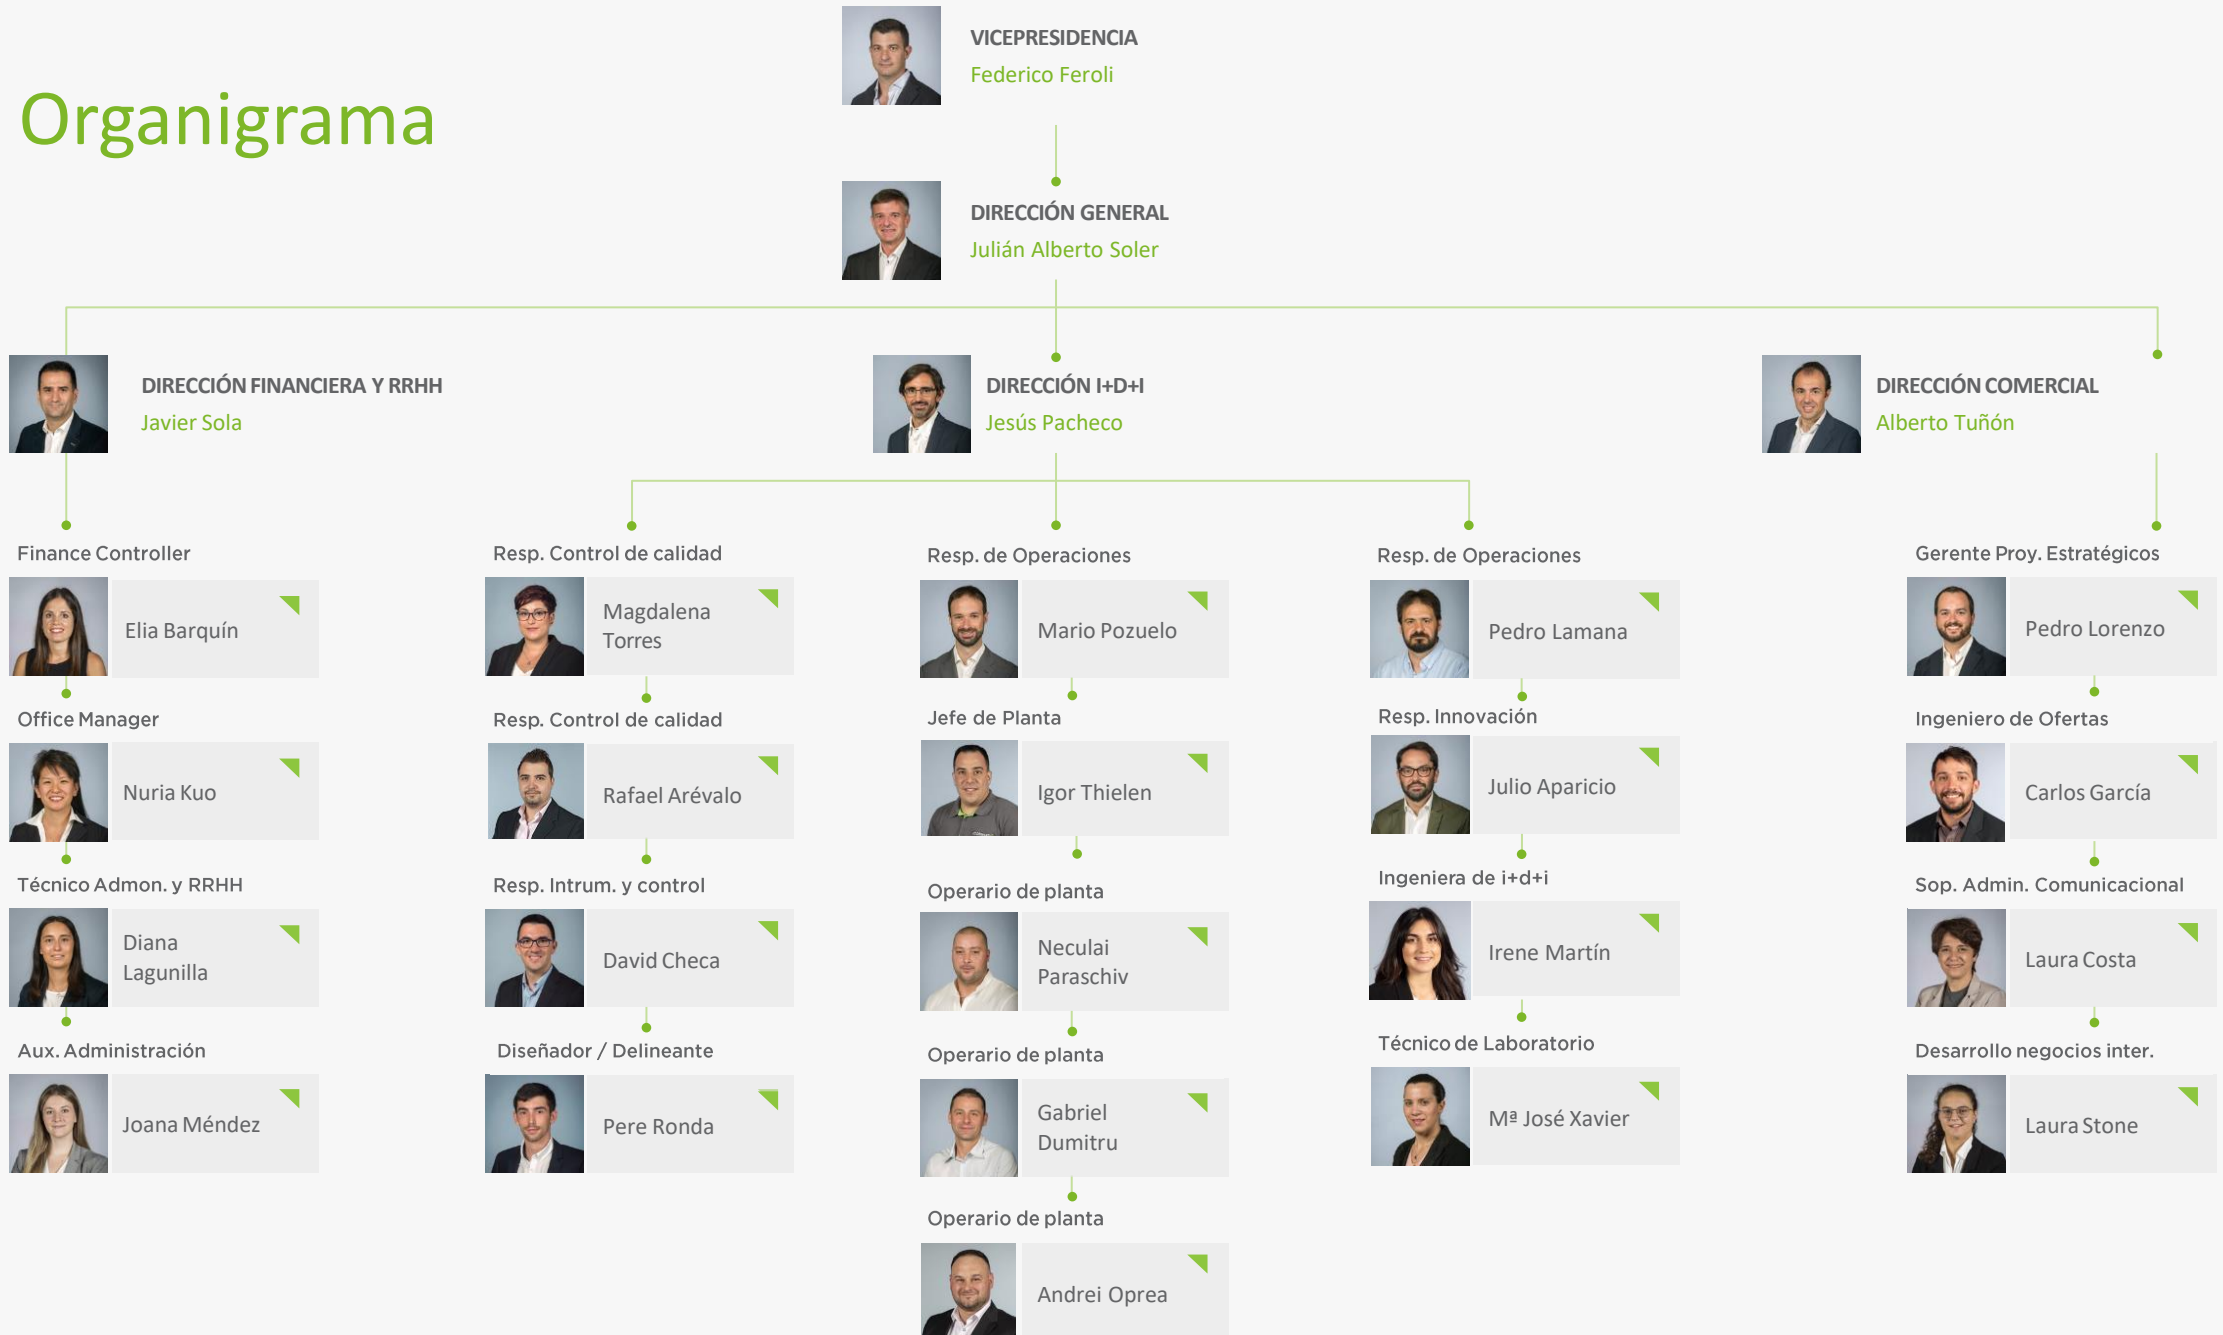 Organigrama
VICEPRESIDENCIA
Federico Feroli
DIRECCIÓN GENERAL
Julián Alberto Soler
DIRECCIÓN FINANCIERA Y RRHH
Javier Sola
DIRECCIÓN I+D+I
Jesús Pacheco
DIRECCIÓN COMERCIAL
Alberto Tuñón
Finance Controller
Elia Barquín
Office Manager
Nuria Kuo
Técnico Admon. y RRHH
Diana
Lagunilla
Aux. Administración
Joana Méndez
Resp. Control de calidad
Magdalena
Torres
Resp. Control de calidad
Rafael Arévalo
Resp. Intrum. y control
David Checa
Diseñador / Delineante
Pere Ronda
Resp. de Operaciones
Mario Pozuelo
Jefe de Planta
Igor Thielen
Operario de planta
Neculai
Paraschiv
Operario de planta
Gabriel
Dumitru
Operario de planta
Andrei Oprea
Resp. de Operaciones
Pedro Lamana
Resp. Innovación
Julio Aparicio
Ingeniera de i+d+i
Irene Martín
Técnico de Laboratorio
Mª José Xavier
Gerente Proy. Estratégicos
Pedro Lorenzo
Ingeniero de Ofertas
Carlos García
Sop. Admin. Comunicacional
Laura Costa
Desarrollo negocios inter.
Laura Stone